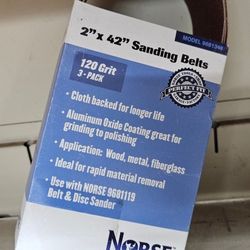 MODEL 9681348
2" x 42" Sanding Belts
120 Grit
3-PACK
PERFECT FIT
• Cloth backed for longer life
• Aluminum Oxide Coating great for
grinding to polishing
• Application: Wood, metal, fiberglass
• Ideal for rapid material removal
• Use with NORSE 9681119
Belt & Disc Sander
NORSE